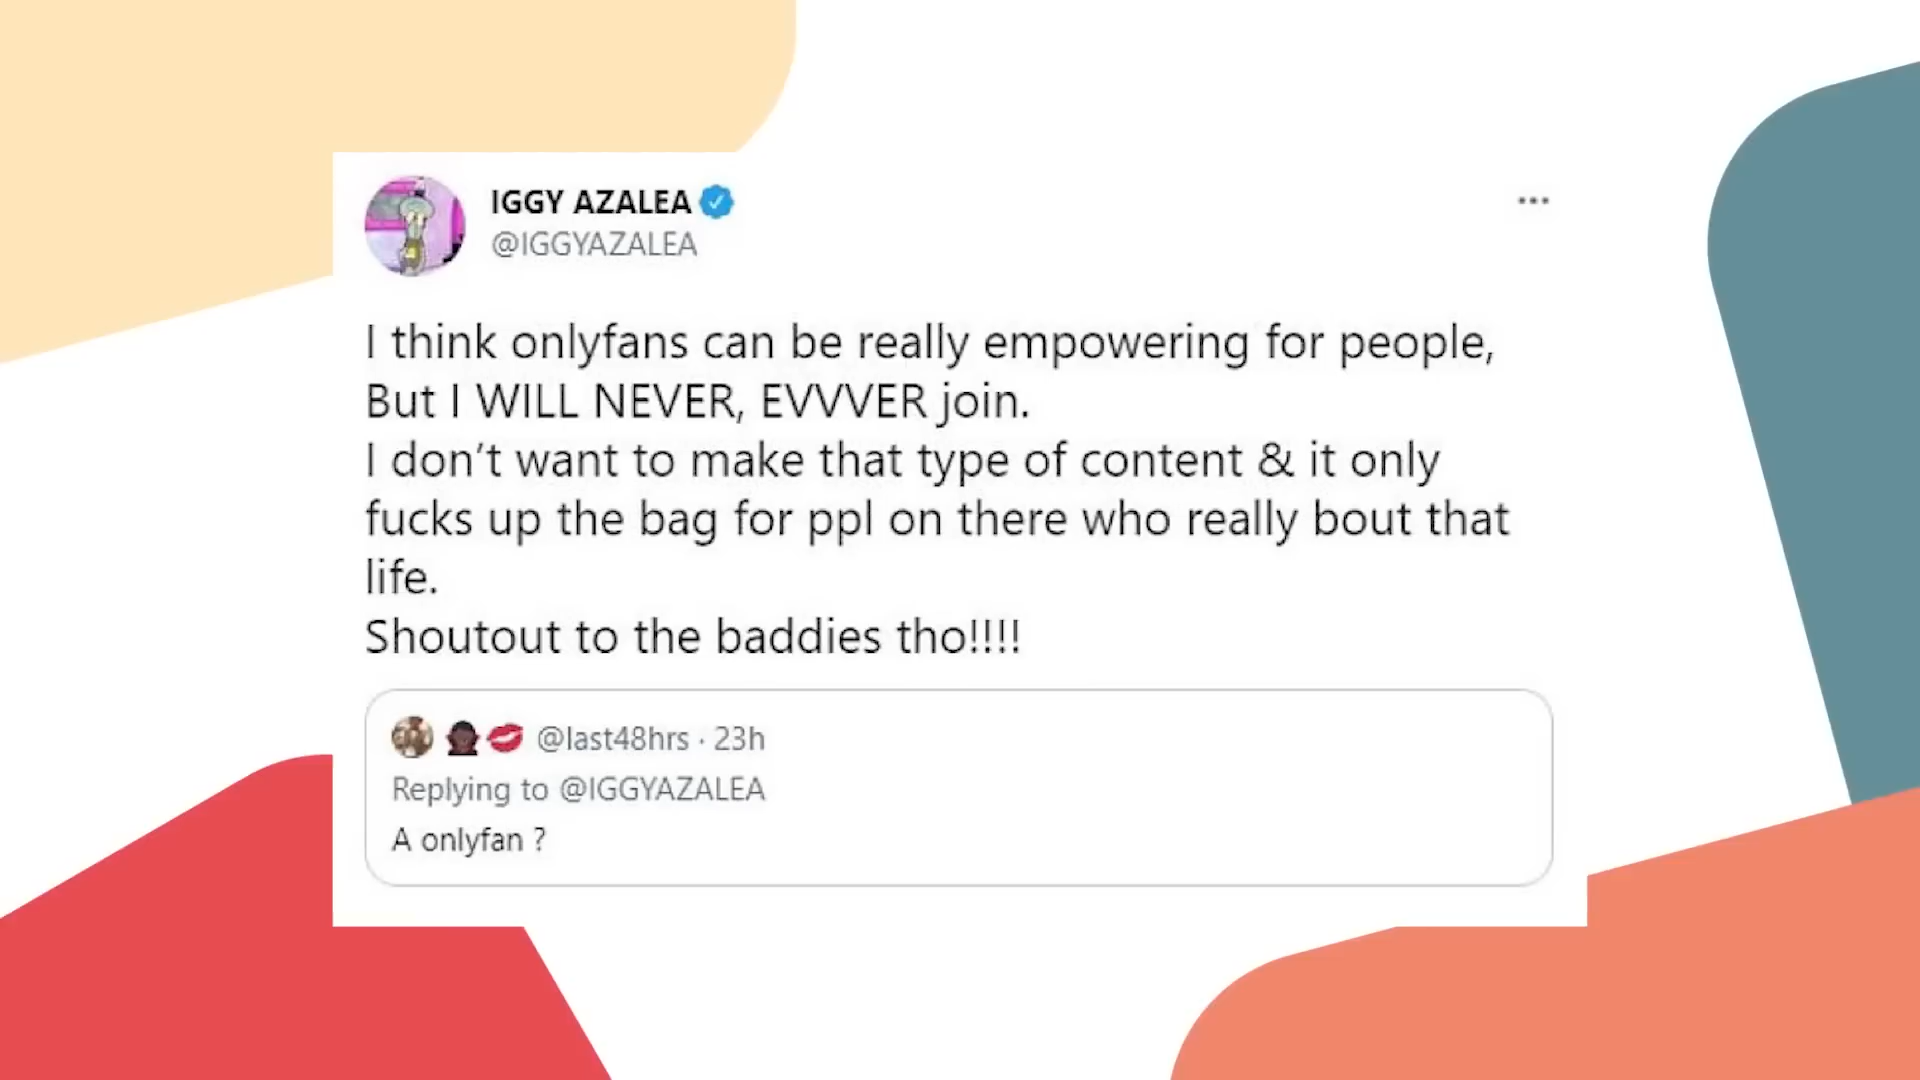 IGGY AZALEA
@IGGYAZALEA
I think onlyfans can be really empowering for people,
But I WILL NEVER, EVVVER join.
I don't want to make that type of content & it only
fucks up the bag for ppl on there who really bout that
life.
Shoutout to the baddies tho!!!!
@last48hrs · 23h
Replying to @IGGYAZALEA
A onlyfan ?